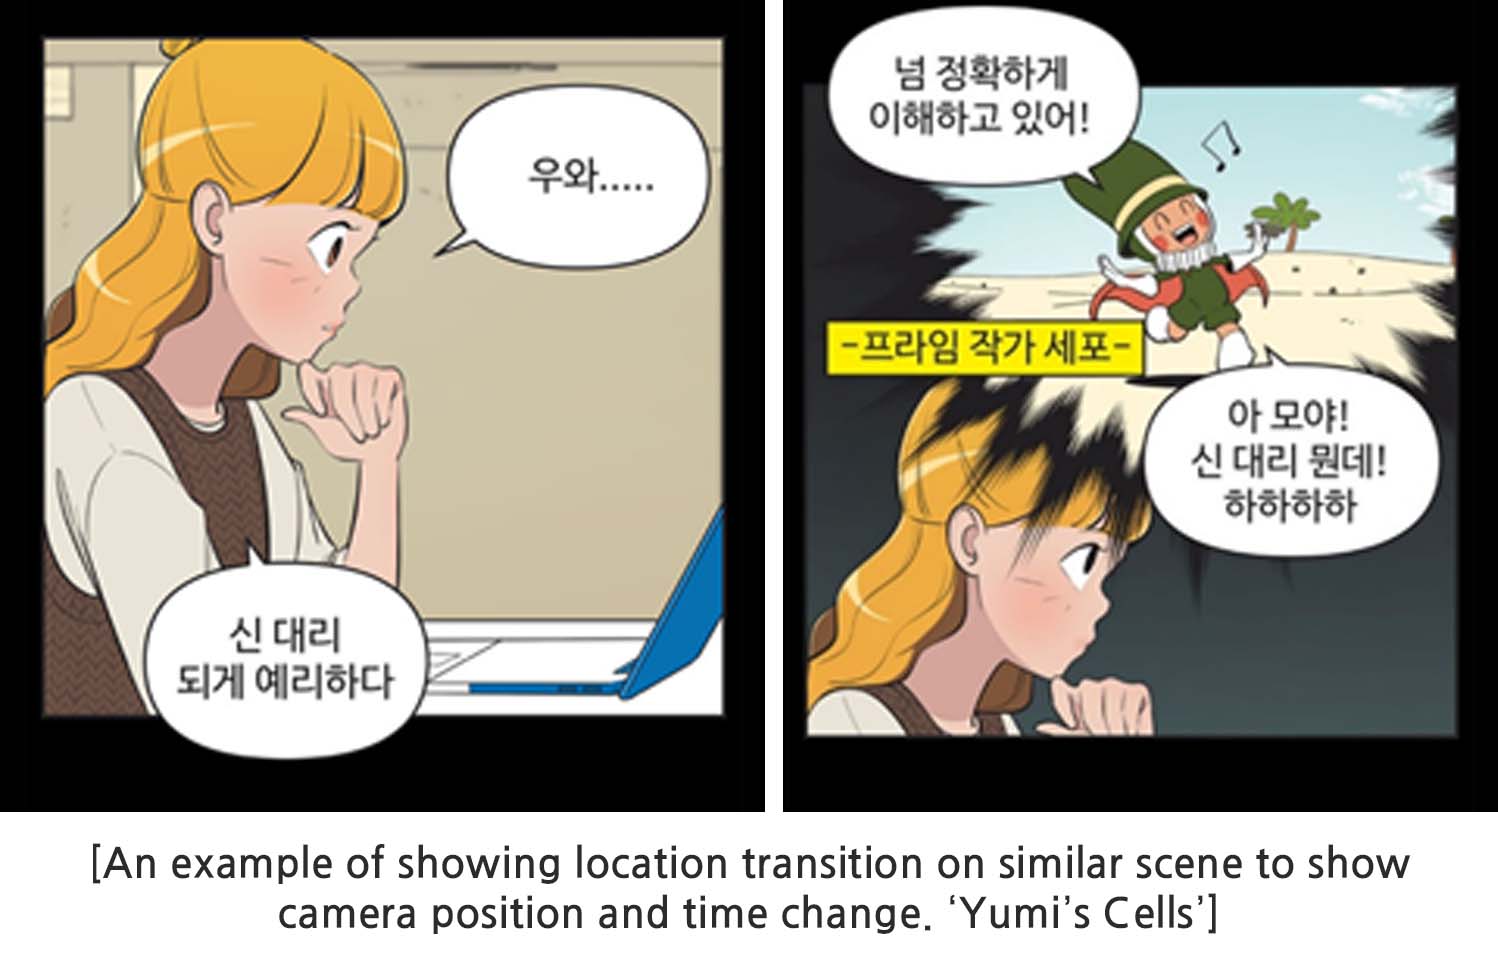 우와.....
신 대리
되게 예리하다
넘 정확하게
이해하고 있어!
-프라임 작가 세포-
아 모야!
신 대리 뭔데!
하하하하
[An example of showing location transition on similar scene to show
camera position and time change. ‘Yumi’s Cells’]